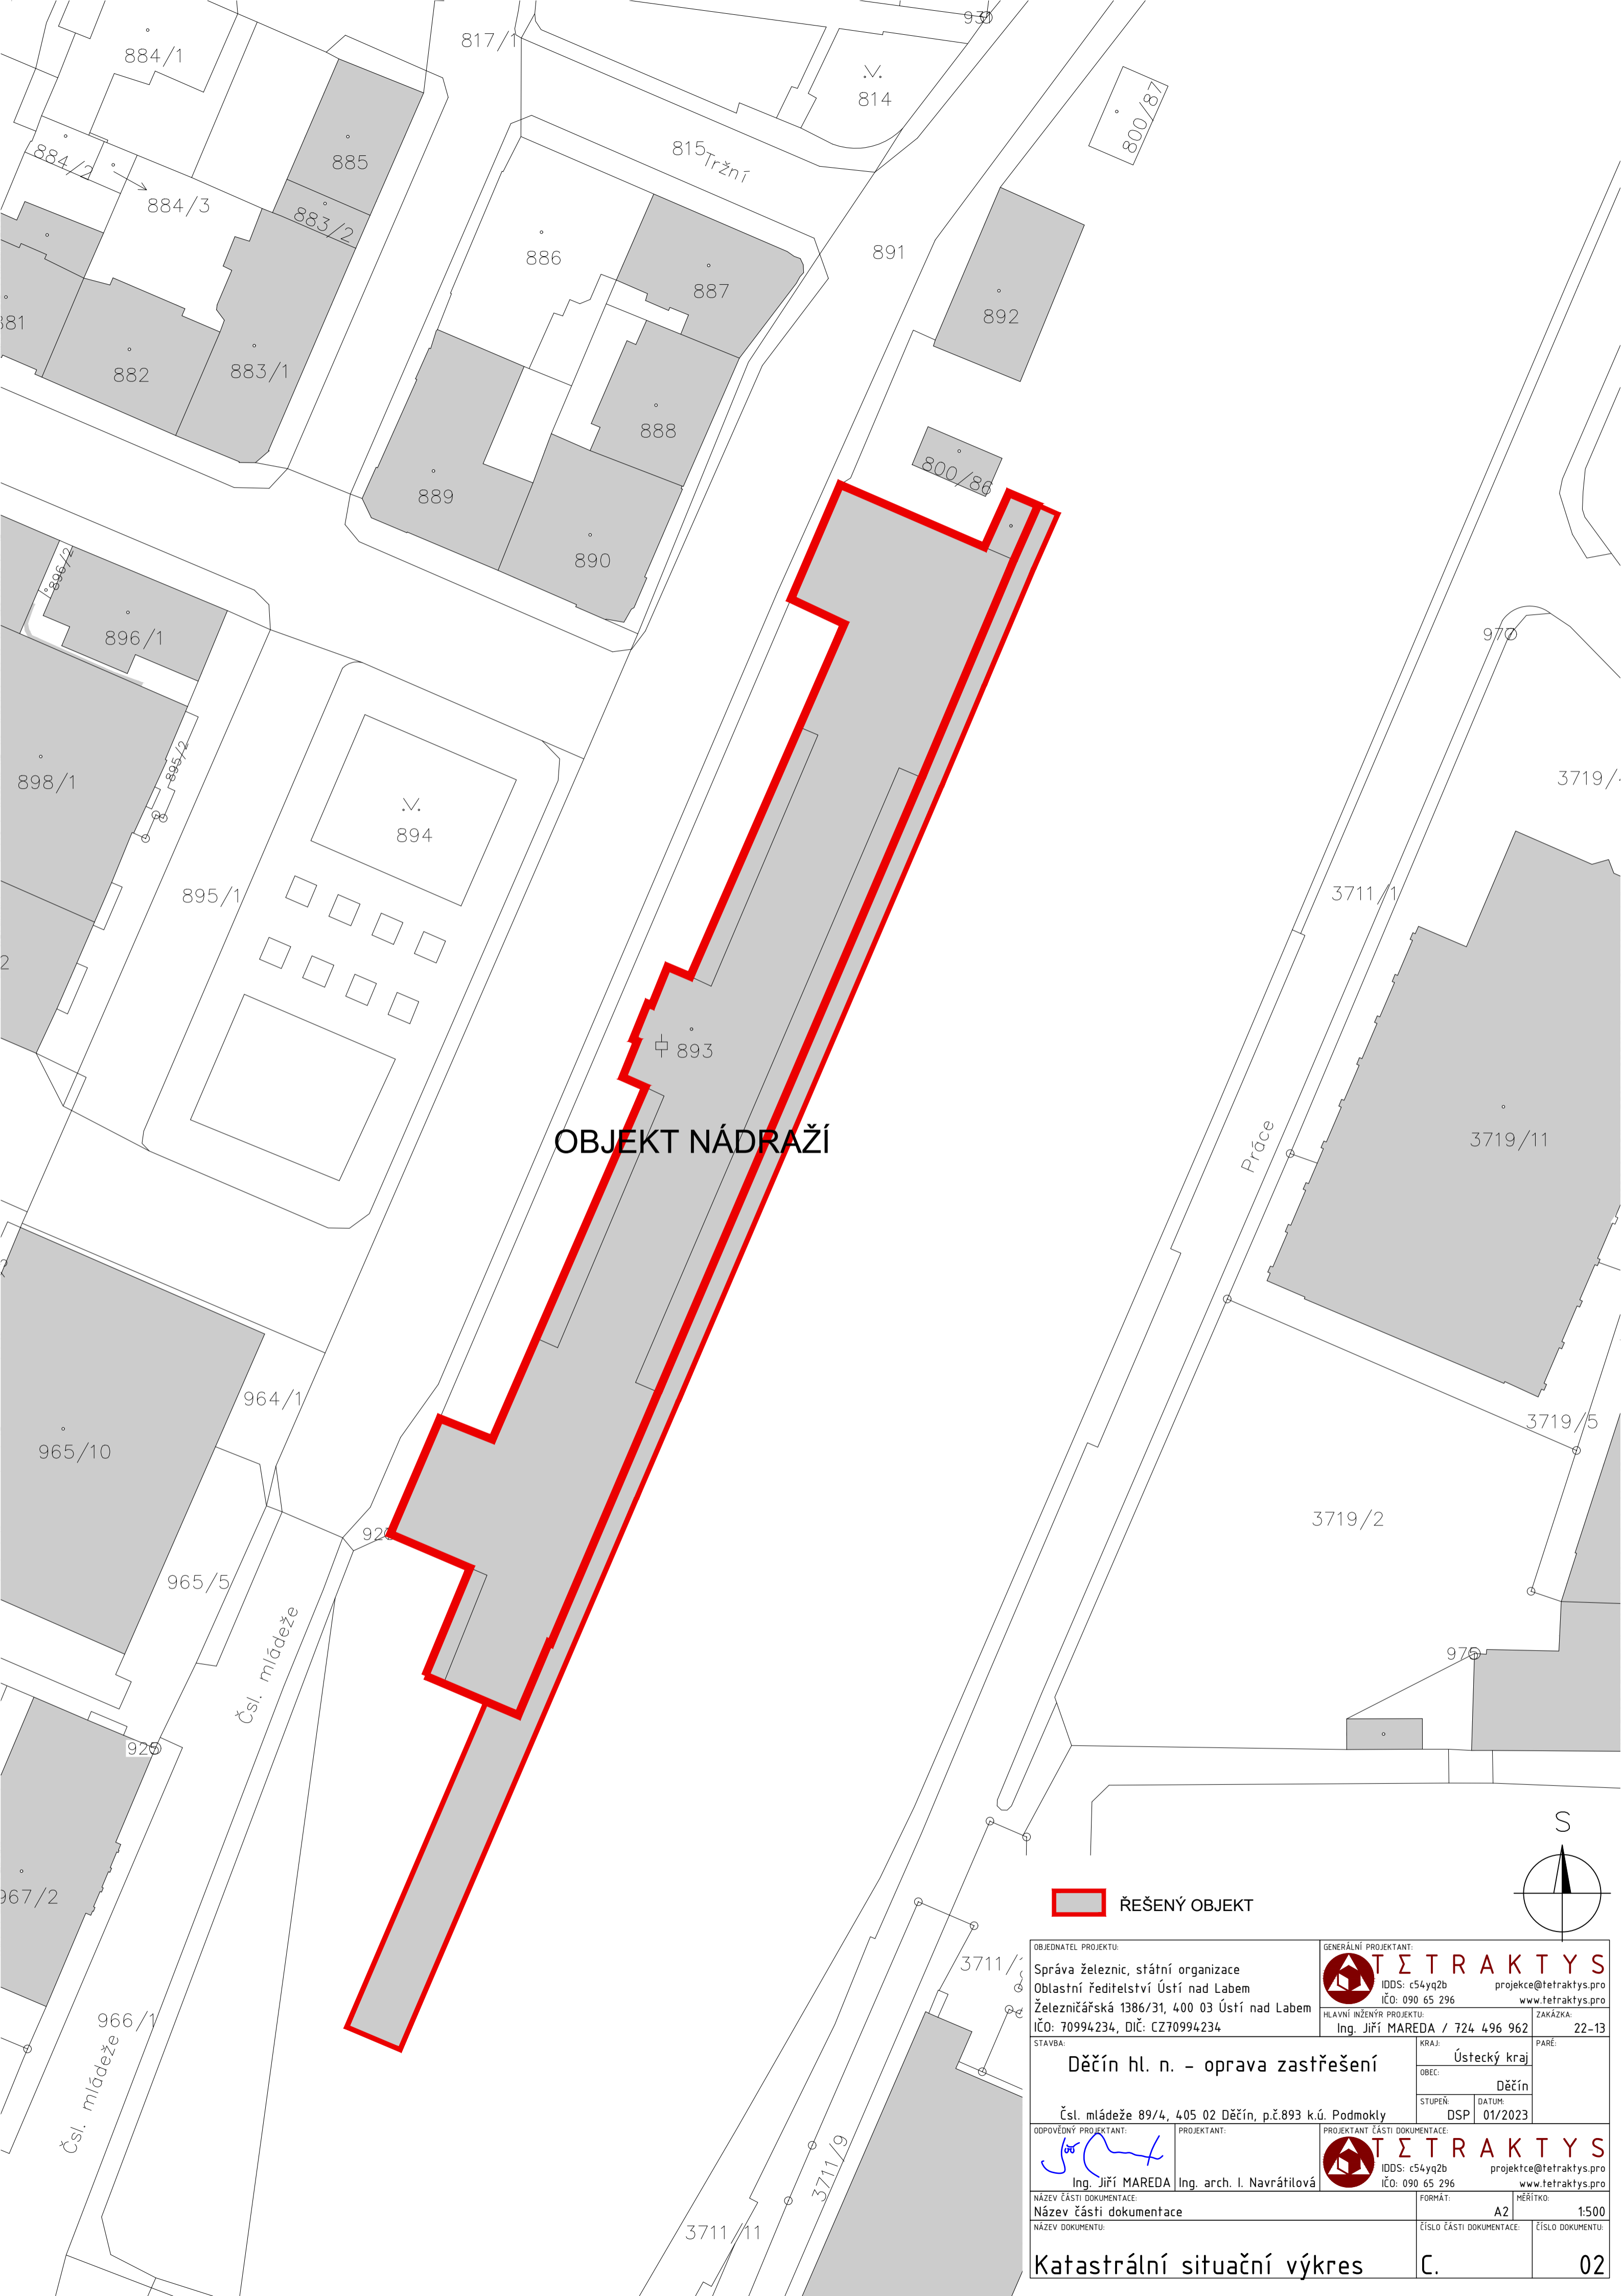 817/1
930
884/1
814
800/87
885
815
Tržní
884/2
884/3
883/2
886
891
887
892
881
882
883/1
888
800/86
889
890
896/2
896/1
970
895/2
898/1
3719/
894
895/1
3711/1
2
893
OBJEKT NÁDRAŽÍ
Práce
3719/11
2
964/1
3719/5
965/10
3719/2
965/5
Čsl. mládeže
975
925
S
967/2
ŘEŠENÝ OBJEKT
3711/
966/1
Čsl. mládeže
3711/9
3711/11
OBJEDNATEL PROJEKTU:
Správa železnic, státní organizace
Oblastní ředitelství Ústí nad Labem
Železničářská 1386/31, 400 03 Ústí nad Labem
IČO: 70994234, DIČ: CZ70994234
GENERÁLNÍ PROJEKTANT:
TΣTRAKTYS
IDDS: c54yq2b projekce@tetraktys.pro
IČO: 090 65 296 www.tetraktys.pro
HLAVNÍ INŽENÝR PROJEKTU:
Ing. Jiří MAREDA / 724 496 962
ZAKÁZKA:
22-13
STAVBA:
Děčín hl. n. - oprava zastřešení
Čsl. mládeže 89/4, 405 02 Děčín, p.č.893 k.ú. Podmokly
KRAJ:
Ústecký kraj
OBEC:
Děčín
STUPEŇ:
DSP
DATUM:
01/2023
PARÉ:
ODPOVĚDNÝ PROJEKTANT:
Ing. Jiří MAREDA
PROJEKTANT:
Ing. arch. I. Navrátilová
PROJEKTANT ČÁSTI DOKUMENTACE:
TΣTRAKTYS
IDDS: c54yq2b projektce@tetraktys.pro
IČO: 090 65 296 www.tetraktys.pro
NÁZEV ČÁSTI DOKUMENTACE:
Název části dokumentace
FORMÁT:
A2
MĚŘÍTKO:
1:500
NÁZEV DOKUMENTU:
Katastrální situační výkres
ČÍSLO ČÁSTI DOKUMENTACE:
C.
ČÍSLO DOKUMENTU:
02